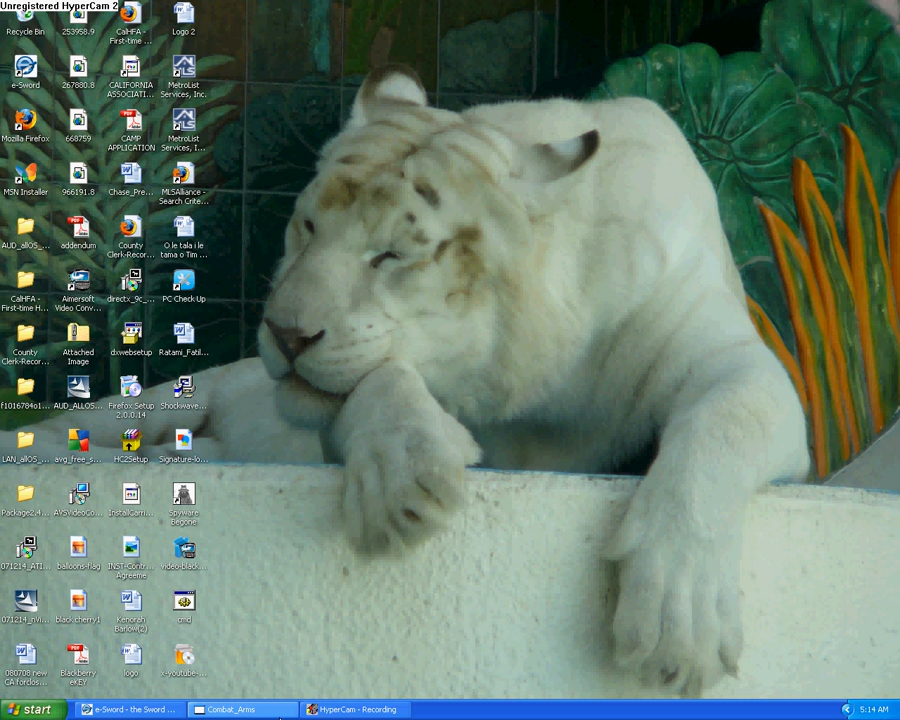 Unregistered HyperCam 2
Recycle Bin
253958.9
CalHFA - First-time ...
Logo 2
e-Sword
267880.8
CALIFORNIA ASSOCIATI...
MetroList Services, Inc.
Mozilla Firefox
668759
CAMP APPLICATION
MetroList Services, I...
MSN Installer
966191.8
Chase_Pre...
MLSAlliance - Search Crite...
AUD_allOS_...
addendum
County Clerk-Recor...
O le tala i le tama o Tim ...
CalHFA - First-time H...
Aimersoft Video Conv...
directx_9c_...
PC Check Up
County Clerk-Recor...
Attached Image
dxwebsetup
Ratami_Fatil...
f1016784o1...
AUD_ALLOS...
Firefox Setup 2.0.0.14
Shockwave...
LAN_allOS_...
avg_free_s...
HC2Setup
Signature-lo...
Package2.4...
AVSVideoCo...
InstallCarri...
Spyware Begone
071214_ATI...
balloons-flag
INST-Contr... Agreeme
video-black...
071214_nVi...
black cherry1
Kenorah Barlow(2)
cmd
080708 new CA forclos...
Blackberry eKEY
logo
x-youtube-...
start
e-Sword - the Sword ...
Combat_Arms
HyperCam - Recording
5:14 AM